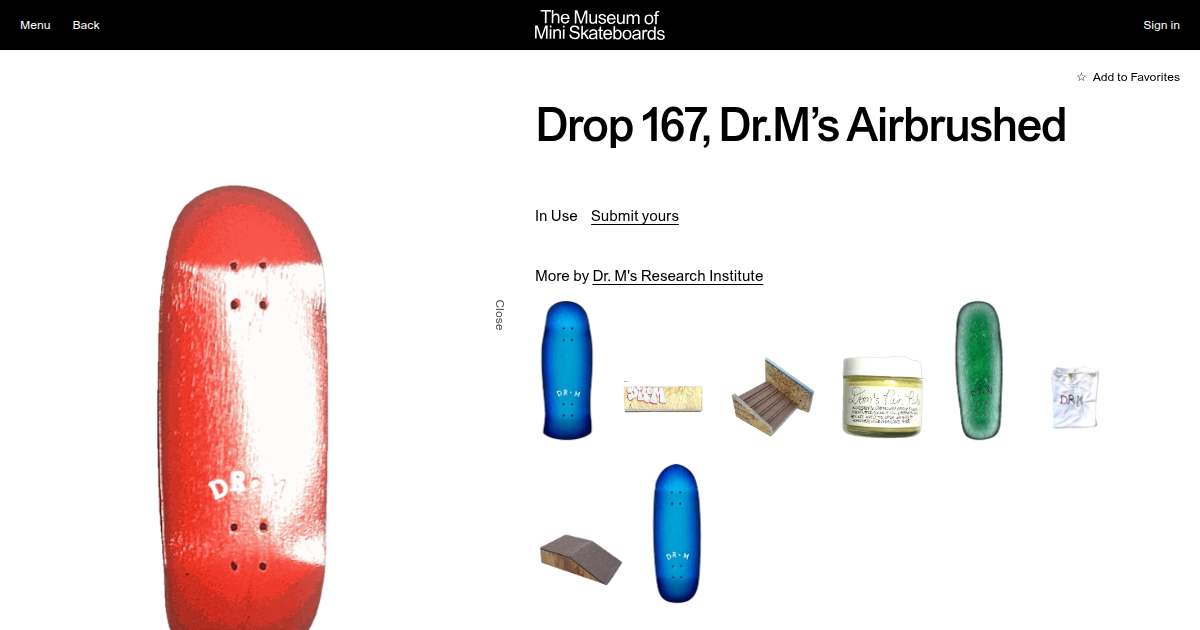 Menu
Back
The Museum of
Mini Skateboards
Sign in
☆ Add to Favorites
Drop 167, Dr.M’s Airbrushed
In Use
Submit yours
More by Dr. M's Research Institute
Close
DR·M
DR·M
DRM
DR·M